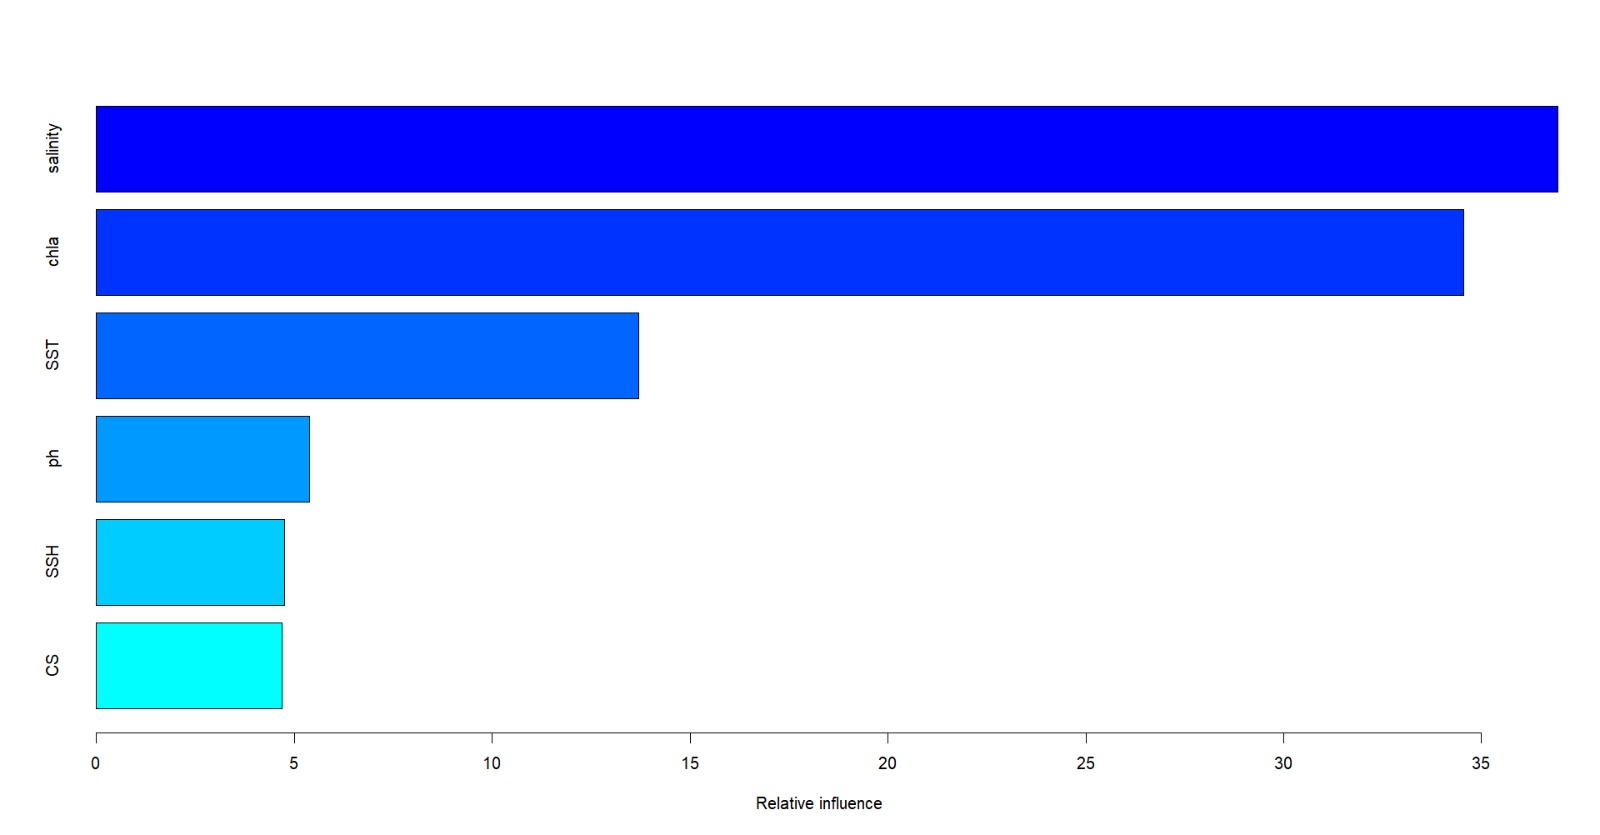 salinity
chla
SST
ph
SSH
CS
0 5 10 15 20 25 30 35
Relative influence